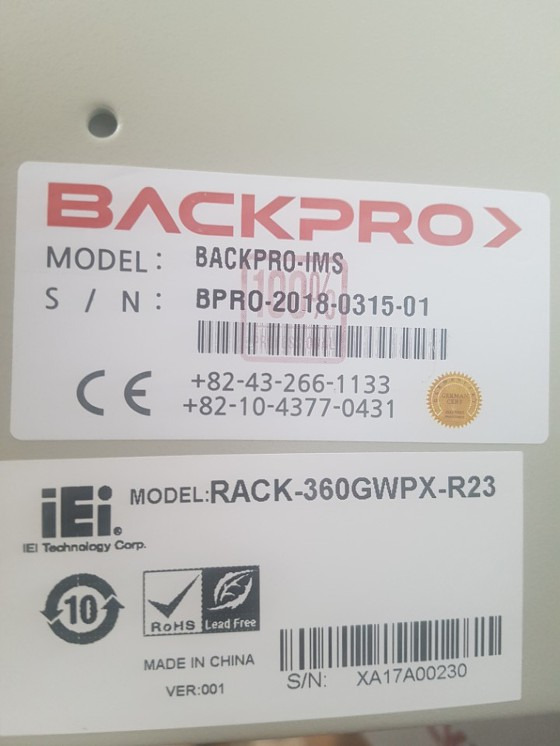 BACKPRO
MODEL: BACKPRO-IMS
100%
S / N: BPRO-2018-0315-01
CE
+82-43-266-1133
+82-10-4377-0431
iEi®
MODEL:RACK-360GWPX-R23
IEI Technology Corp.
10
RoHS
Lead Free
MADE IN CHINA
VER:001
S/N: XA17A00230